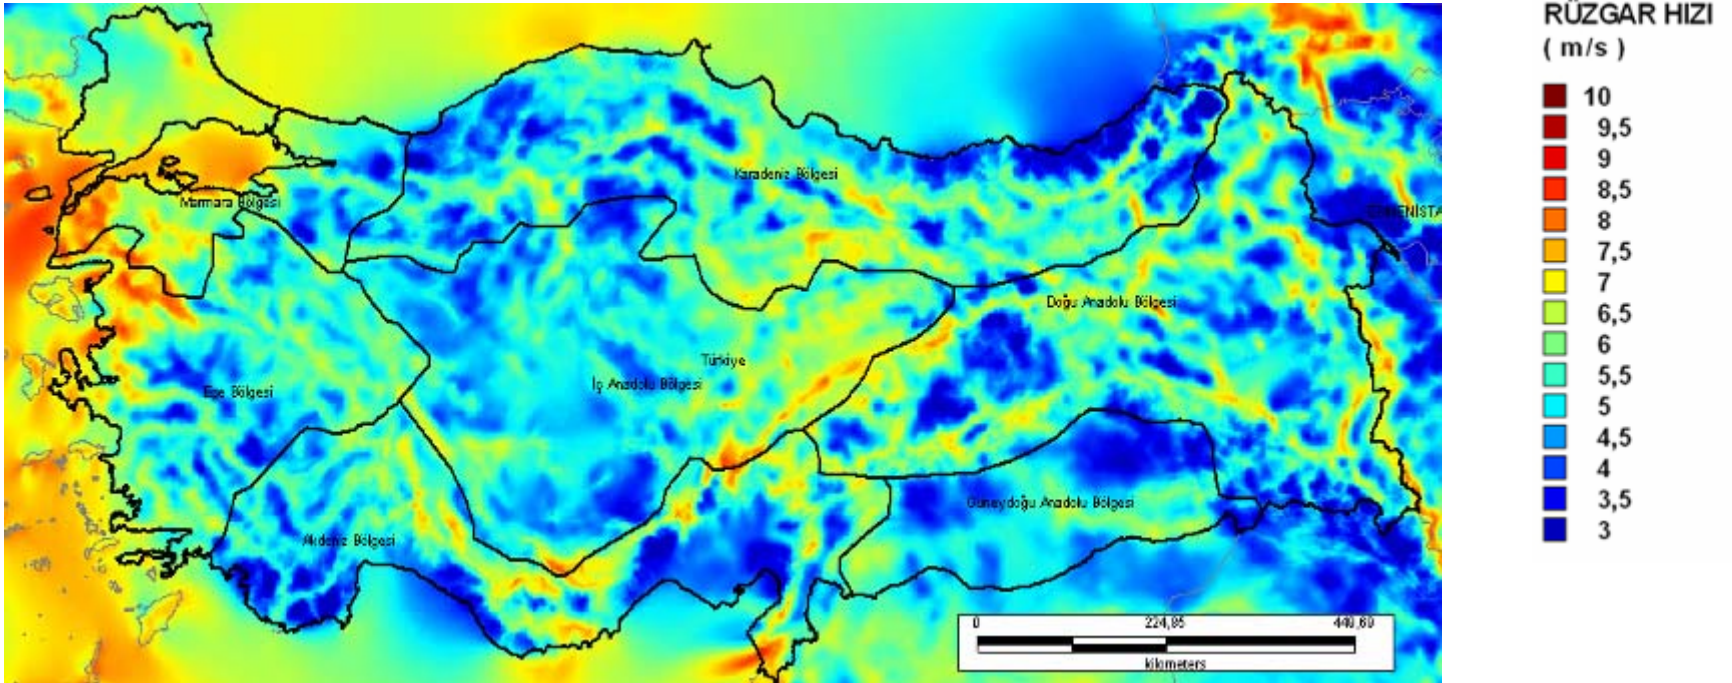 RÜZGAR HIZI
( m/s )
10
9,5
9
8,5
8
7,5
7
6,5
6
5,5
5
4,5
4
3,5
3
Karadeniz Bölgesi
Marmara Bölgesi
Doğu Anadolu Bölgesi
Türkiye
İç Anadolu Bölgesi
Ege Bölgesi
Güneydoğu Anadolu Bölgesi
Akdeniz Bölgesi
0 224,85
kilometers